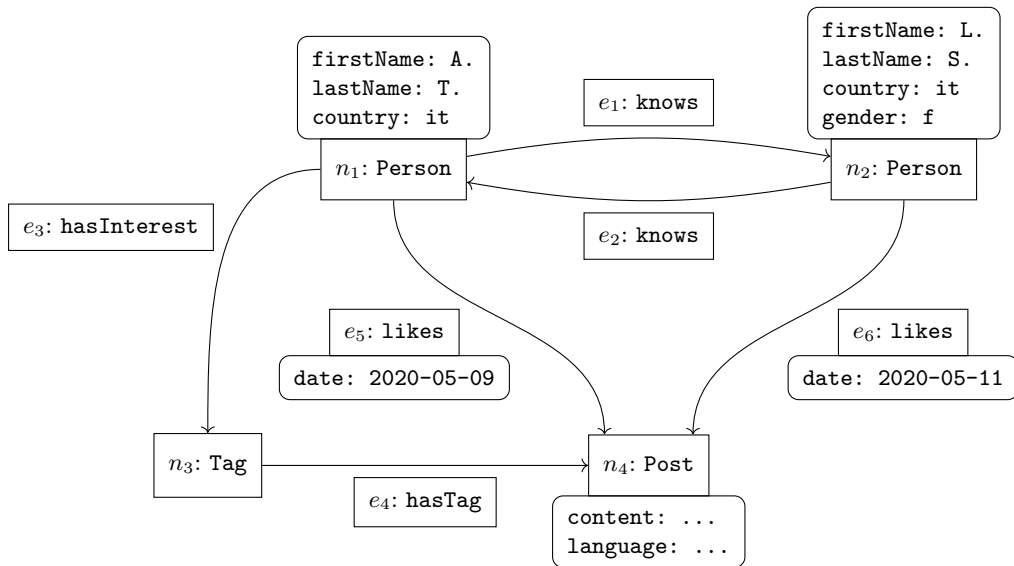 firstName: A.
lastName: T.
country: it
n₁: Person
e₁: knows
firstName: L.
lastName: S.
country: it
gender: f
n₂: Person
e₂: knows
e₃: hasInterest
e₅: likes
date: 2020-05-09
e₆: likes
date: 2020-05-11
n₃: Tag
e₄: hasTag
n₄: Post
content: ...
language: ...